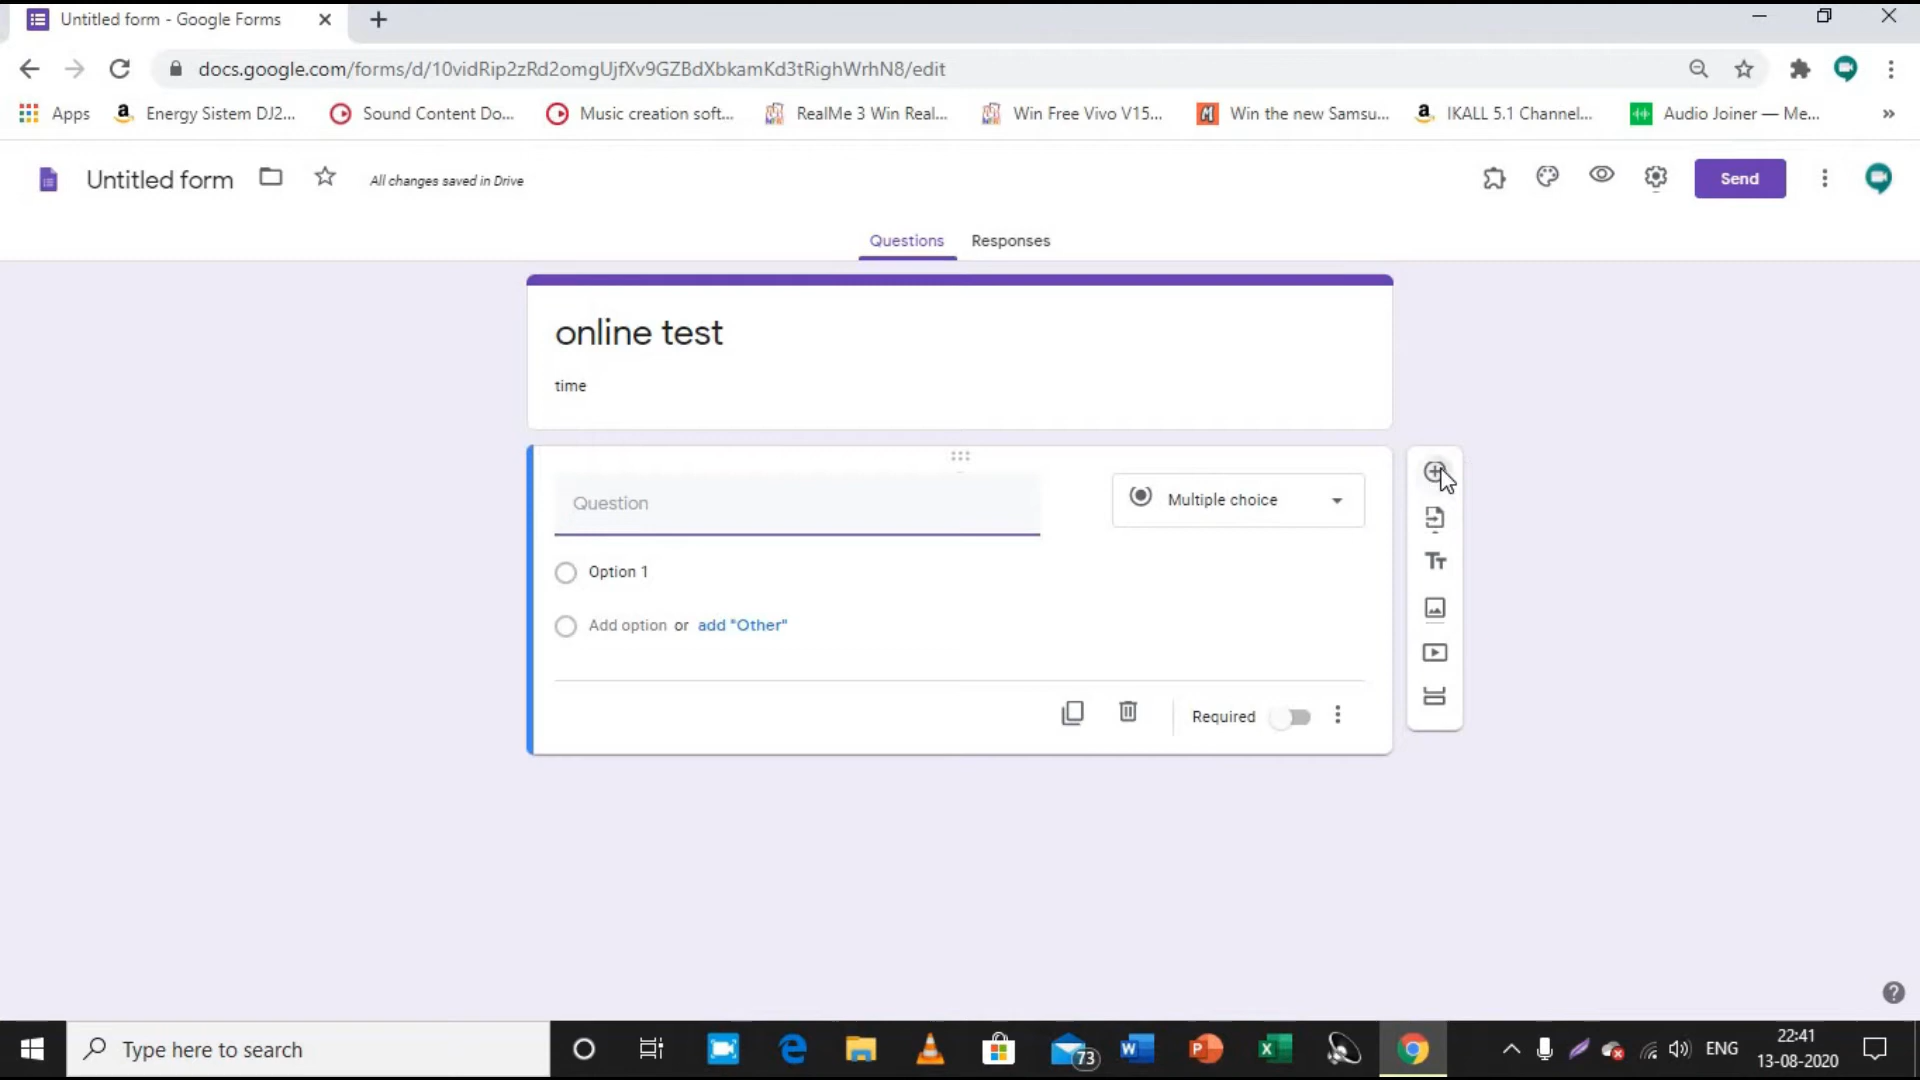 Untitled form - Google Forms
docs.google.com/forms/d/10vidRip2zRd2omgUjfXv9GZBdXbkamKd3tRighWrhN8/edit
Apps Energy Sistem DJ2... Sound Content Do... Music creation soft... RealMe 3 Win Real... Win Free Vivo V15... Win the new Samsu... IKALL 5.1 Channel... Audio Joiner — Me... »
Untitled form All changes saved in Drive Send
Questions Responses
online test
time
Question Multiple choice
Option 1
Add option or add "Other"
Required
Type here to search 73 ENG 22:41
13-08-2020